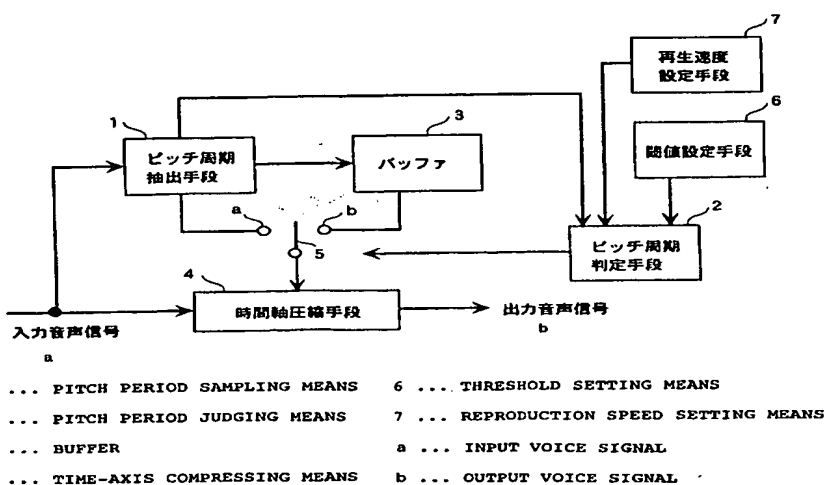 7
再生速度
設定手段
6
閾値設定手段
1
ピッチ周期
抽出手段
3
バッファ
a
b
5
2
ピッチ周期
判定手段
4
時間軸圧縮手段
入力音声信号
a
出力音声信号
b
... PITCH PERIOD SAMPLING MEANS
... PITCH PERIOD JUDGING MEANS
... BUFFER
... TIME-AXIS COMPRESSING MEANS
6 ... THRESHOLD SETTING MEANS
7 ... REPRODUCTION SPEED SETTING MEANS
a ... INPUT VOICE SIGNAL
b ... OUTPUT VOICE SIGNAL